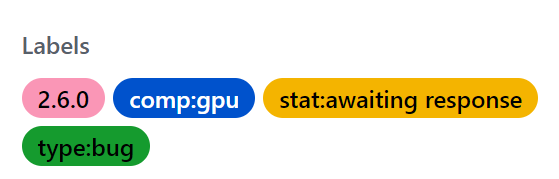 Labels
2.6.0 comp:gpu stat:awaiting response
type:bug